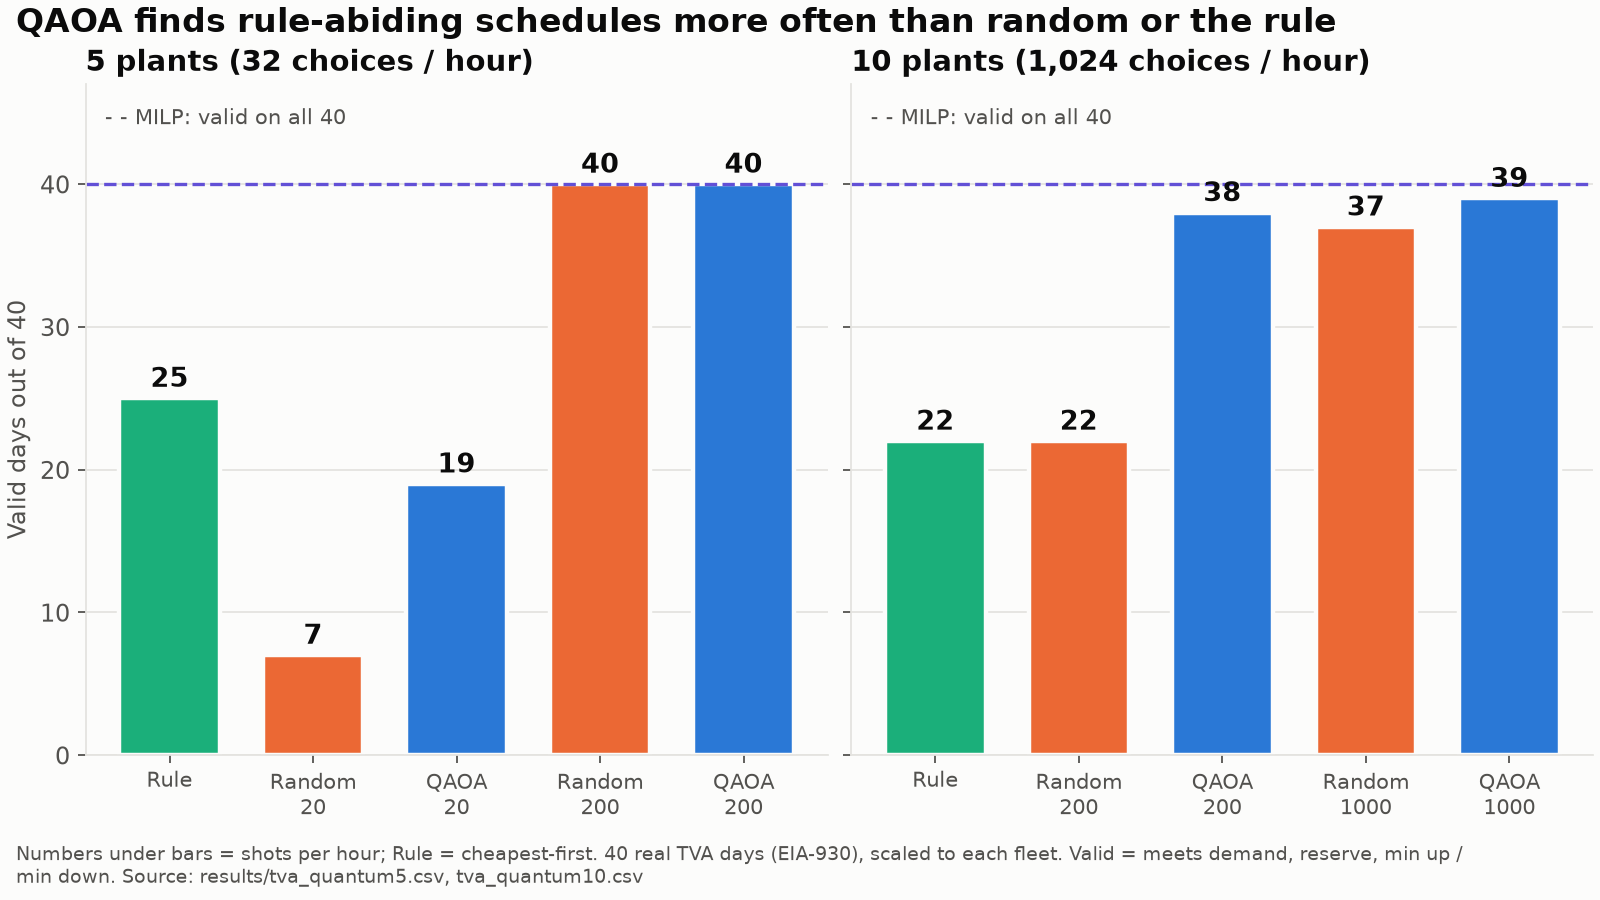 QAOA finds rule-abiding schedules more often than random or the rule
5 plants (32 choices / hour)
- - MILP: valid on all 40
Valid days out of 40
40
30
20
10
0
25
7
19
40
40
Rule
Random
20
QAOA
20
Random
200
QAOA
200
10 plants (1,024 choices / hour)
- - MILP: valid on all 40
22
22
38
37
39
Rule
Random
200
QAOA
200
Random
1000
QAOA
1000
Numbers under bars = shots per hour; Rule = cheapest-first. 40 real TVA days (EIA-930), scaled to each fleet. Valid = meets demand, reserve, min up /
min down. Source: results/tva_quantum5.csv, tva_quantum10.csv